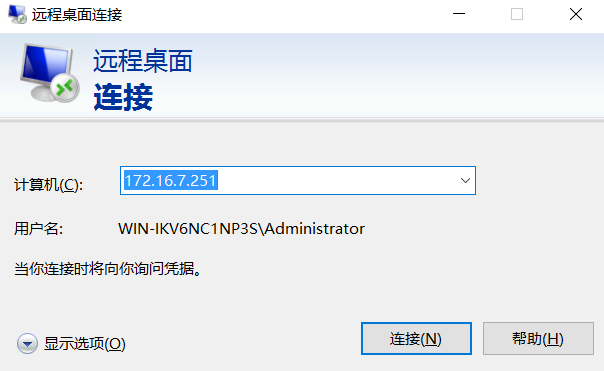 远程桌面连接
远程桌面
连接
计算机(C): 172.16.7.251
用户名: WIN-IKV6NC1NP3S\Administrator
当你连接时将向你询问凭据。
显示选项(O) 连接(N) 帮助(H)